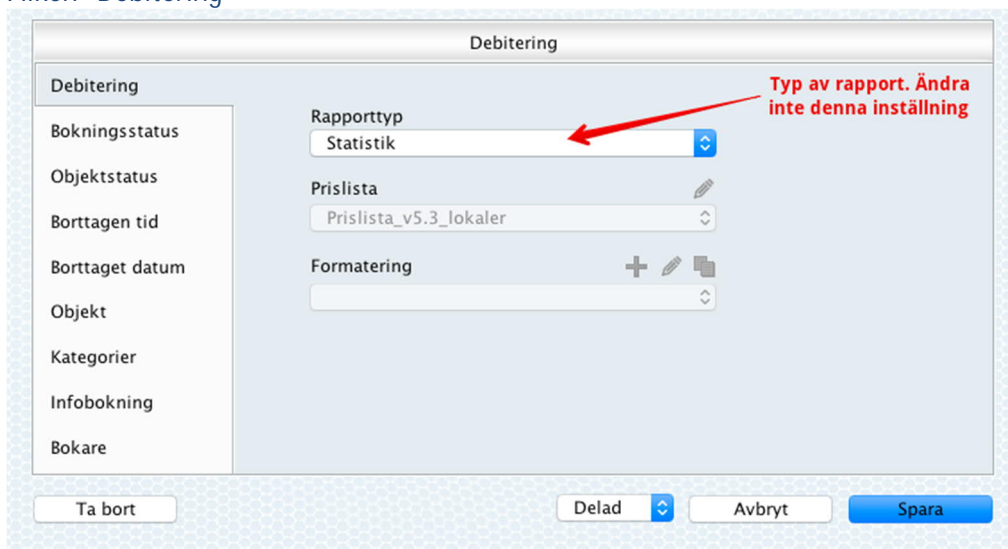 Debitering
Debitering
Typ av rapport. Ändra
inte denna inställning
Rapporttyp
Bokningsstatus
Statistik
Objektstatus
Prislista
Borttagen tid
Prislista_v5.3_lokaler
Borttaget datum
Formatering
Objekt
Kategorier
Infobokning
Bokare
Ta bort
Delad
Avbryt
Spara